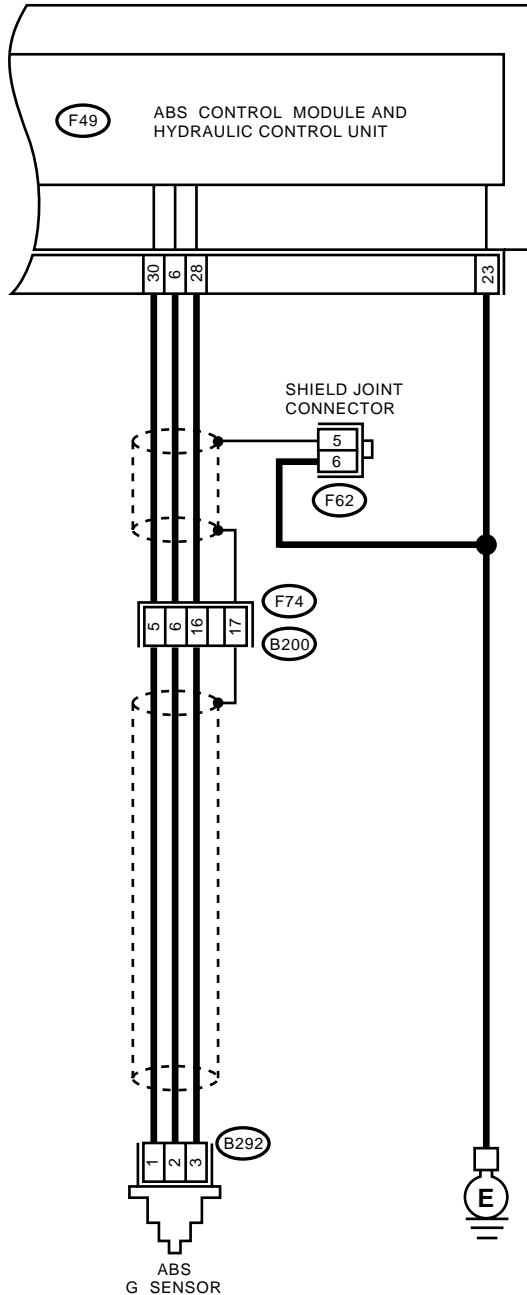 F49
ABS CONTROL MODULE AND
HYDRAULIC CONTROL UNIT
30 6 28 23
SHIELD JOINT
CONNECTOR
5
6
F62
F74
5 6 16 17
B200
B292
1 2 3
E
ABS
G SENSOR